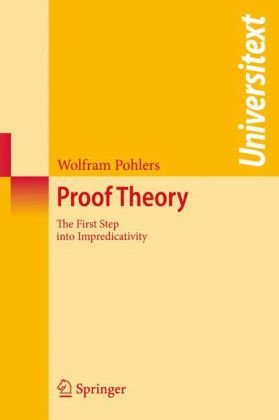 Universitext
Wolfram Pohlers
Proof Theory
The First Step
into Impredicativity
Springer